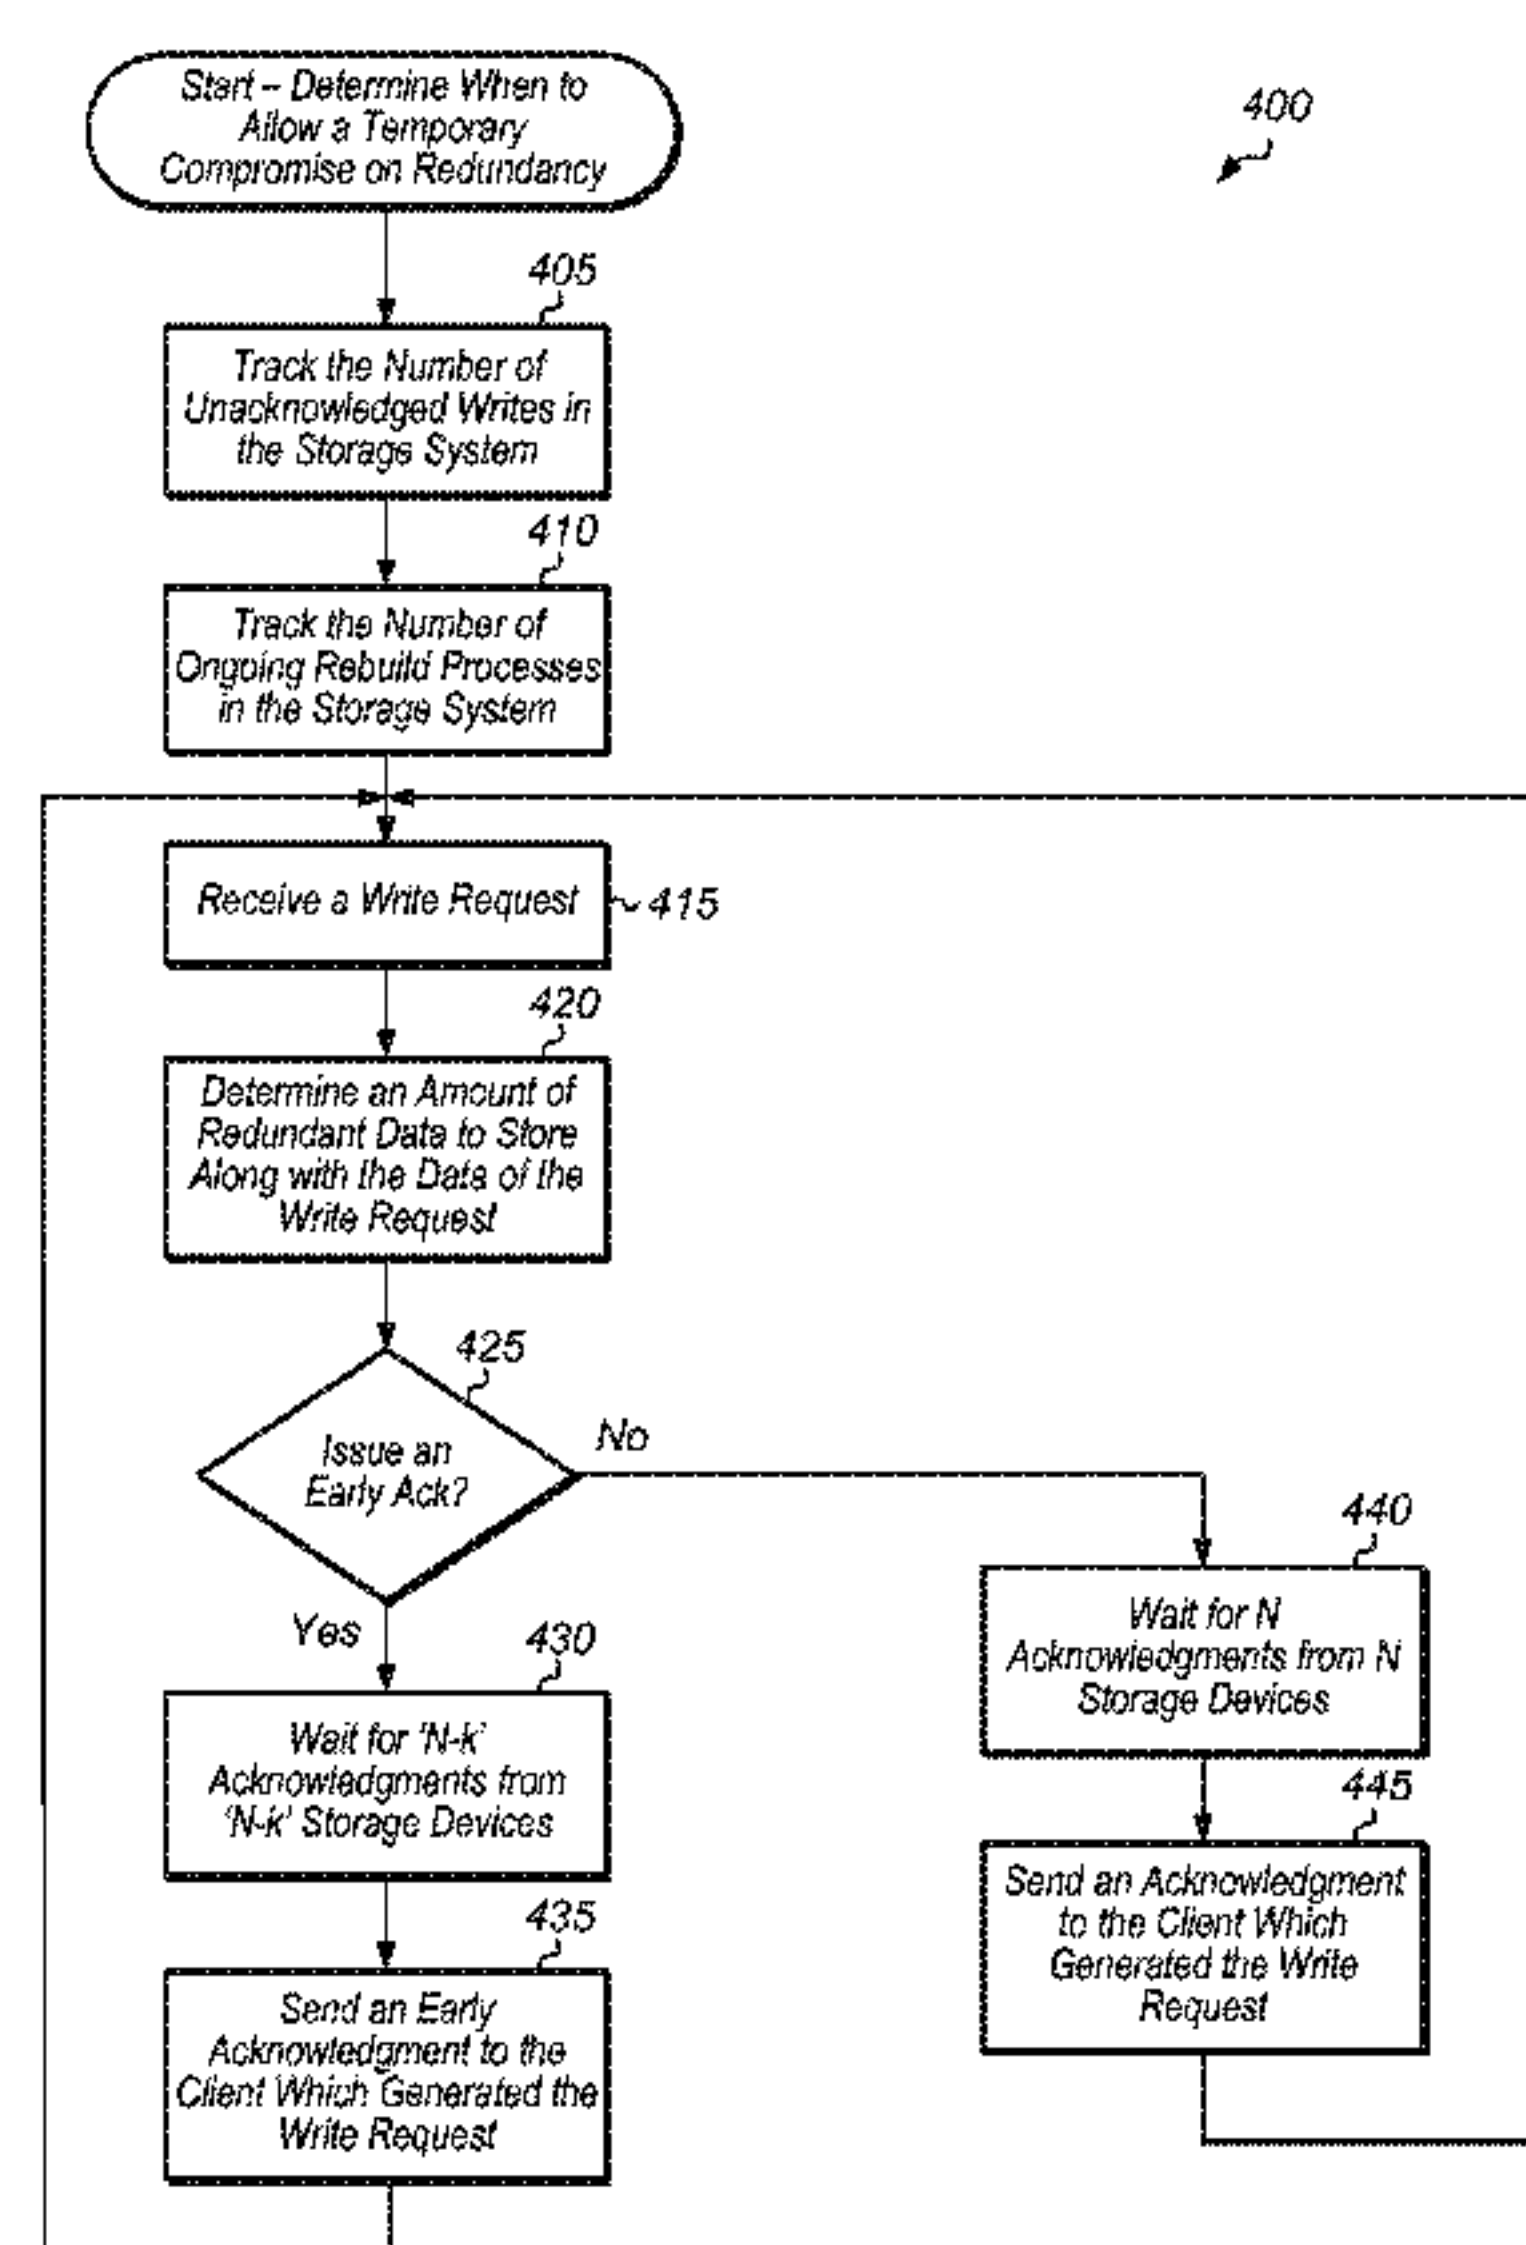 Start – Determine When to
Allow a Temporary
Compromise on Redundancy
400
405
Track the Number of
Unacknowledged Writes in
the Storage System
410
Track the Number of
Ongoing Rebuild Processes
in the Storage System
Receive a Write Request
415
420
Determine an Amount of
Redundant Data to Store
Along with the Data of the
Write Request
425
Issue an
Early Ack?
No
Yes
430
Wait for 'N-k'
Acknowledgments from
'N-k' Storage Devices
435
Send an Early
Acknowledgment to the
Client Which Generated the
Write Request
440
Wait for N
Acknowledgments from N
Storage Devices
445
Send an Acknowledgment
to the Client Which
Generated the Write
Request